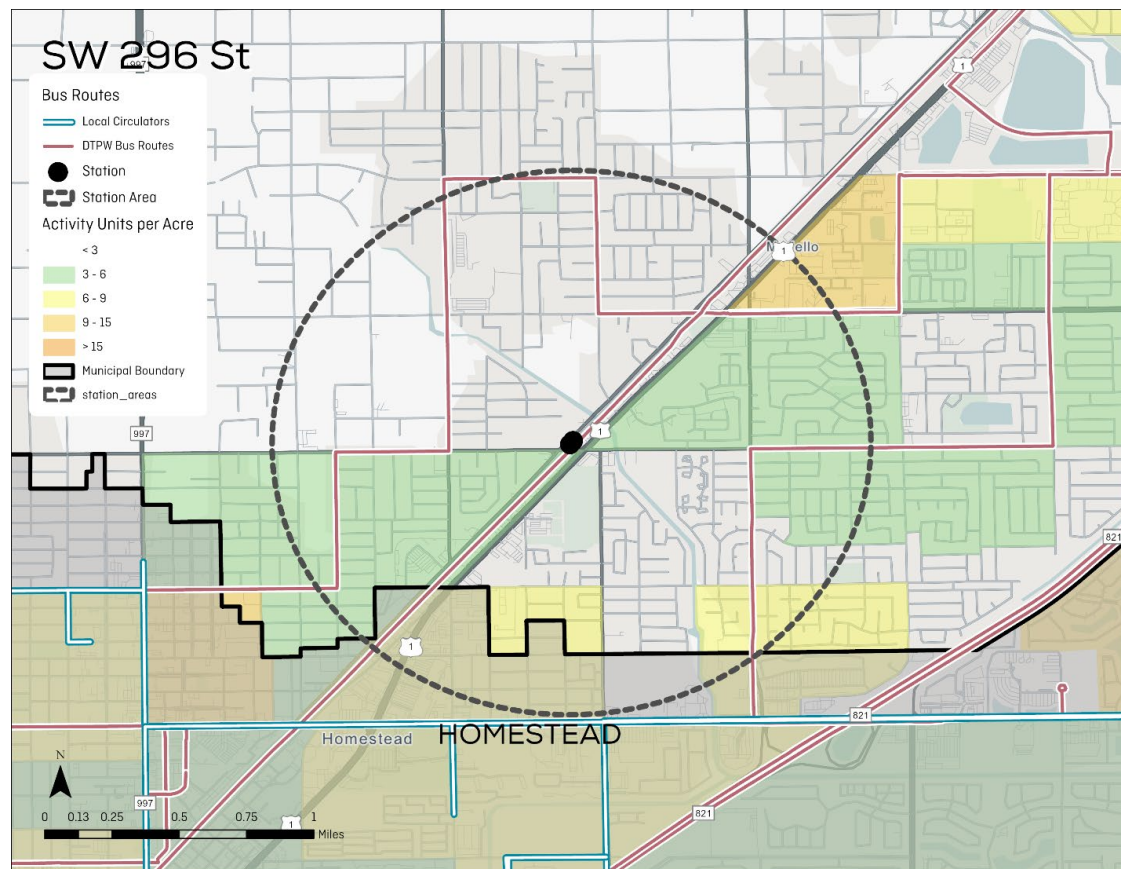 SW 296 St
997
Bus Routes
Local Circulators
DTPW Bus Routes
Station
Station Area
Activity Units per Acre
< 3
3 - 6
6 - 9
9 - 15
> 15
Municipal Boundary
station_areas
1
1
997
1
821
1
821
HOMESTEAD
Homestead
N
997
821
1
0 0.13 0.25 0.5 0.75 1
Miles